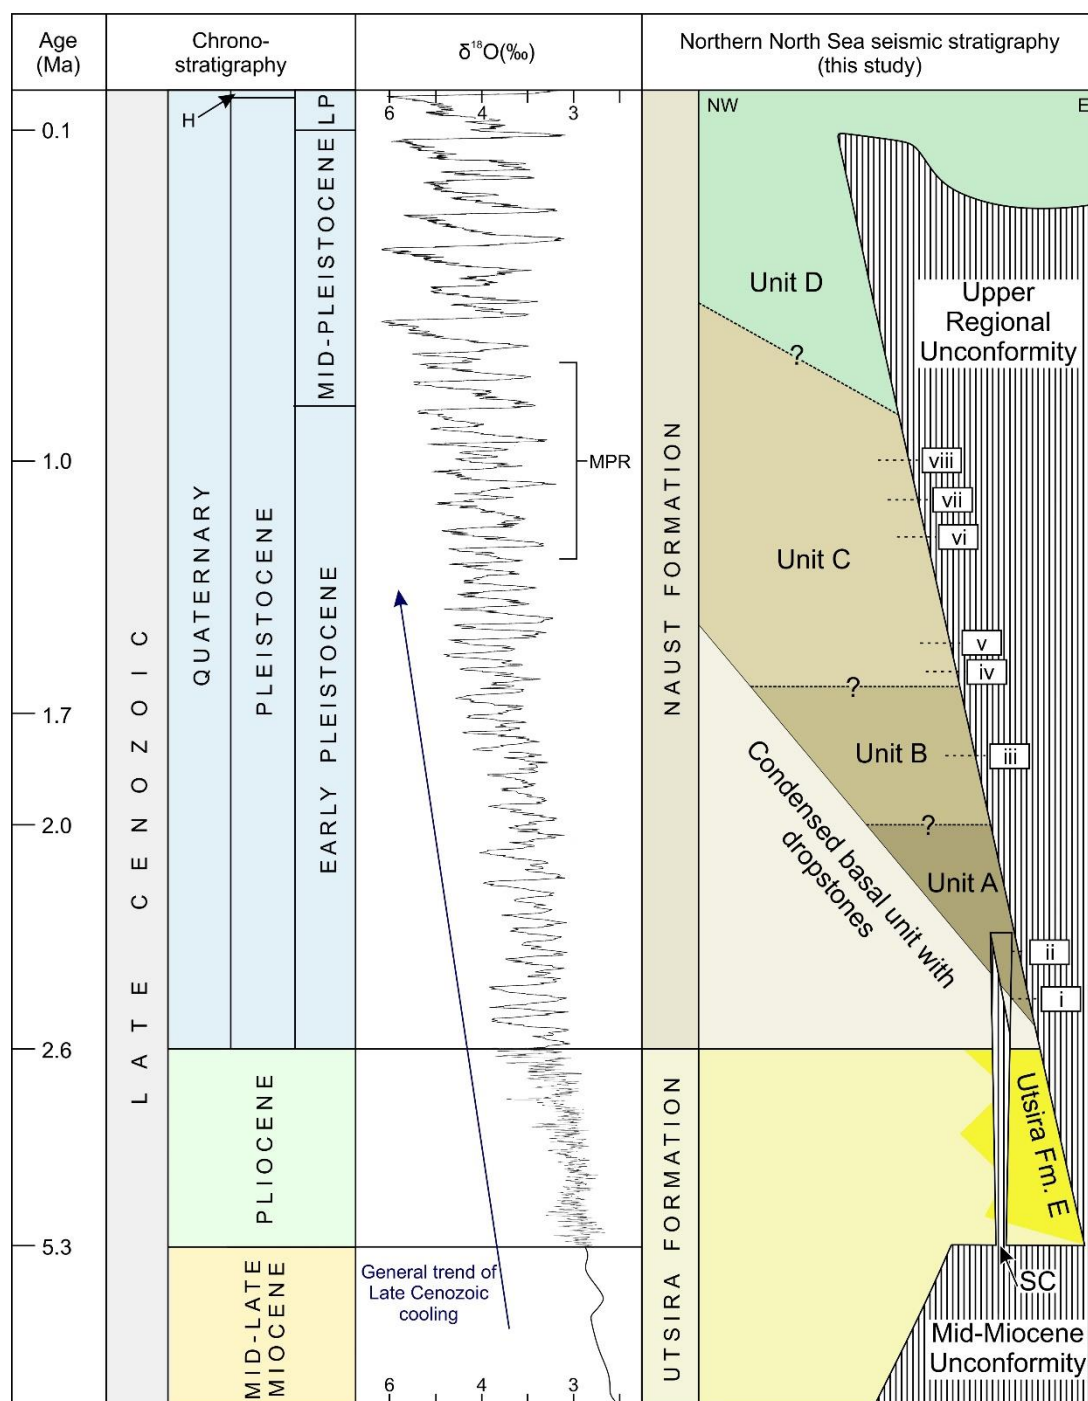 Age
(Ma)
Chrono-
stratigraphy
δ¹⁸O(‰)
Northern North Sea seismic stratigraphy
(this study)
6 4 3
NW
E
H
LP
0.1
MID-PLEISTOCENE
Unit D
Upper
Regional
Unconformity
?
MPR
1.0
viii
vii
vi
Unit C
QUATERNARY
PLEISTOCENE
EARLY PLEISTOCENE
NAUST FORMATION
LATE CENOZOIC
v
iv
?
1.7
Unit B
iii
Condensed basal unit with
dropstones
2.0
?
Unit A
ii
i
2.6
PLIOCENE
UTSIRA FORMATION
Utsira Fm. E
5.3
MID-LATE
MIOCENE
General trend of
Late Cenozoic
cooling
SC
Mid-Miocene
Unconformity
6 4 3